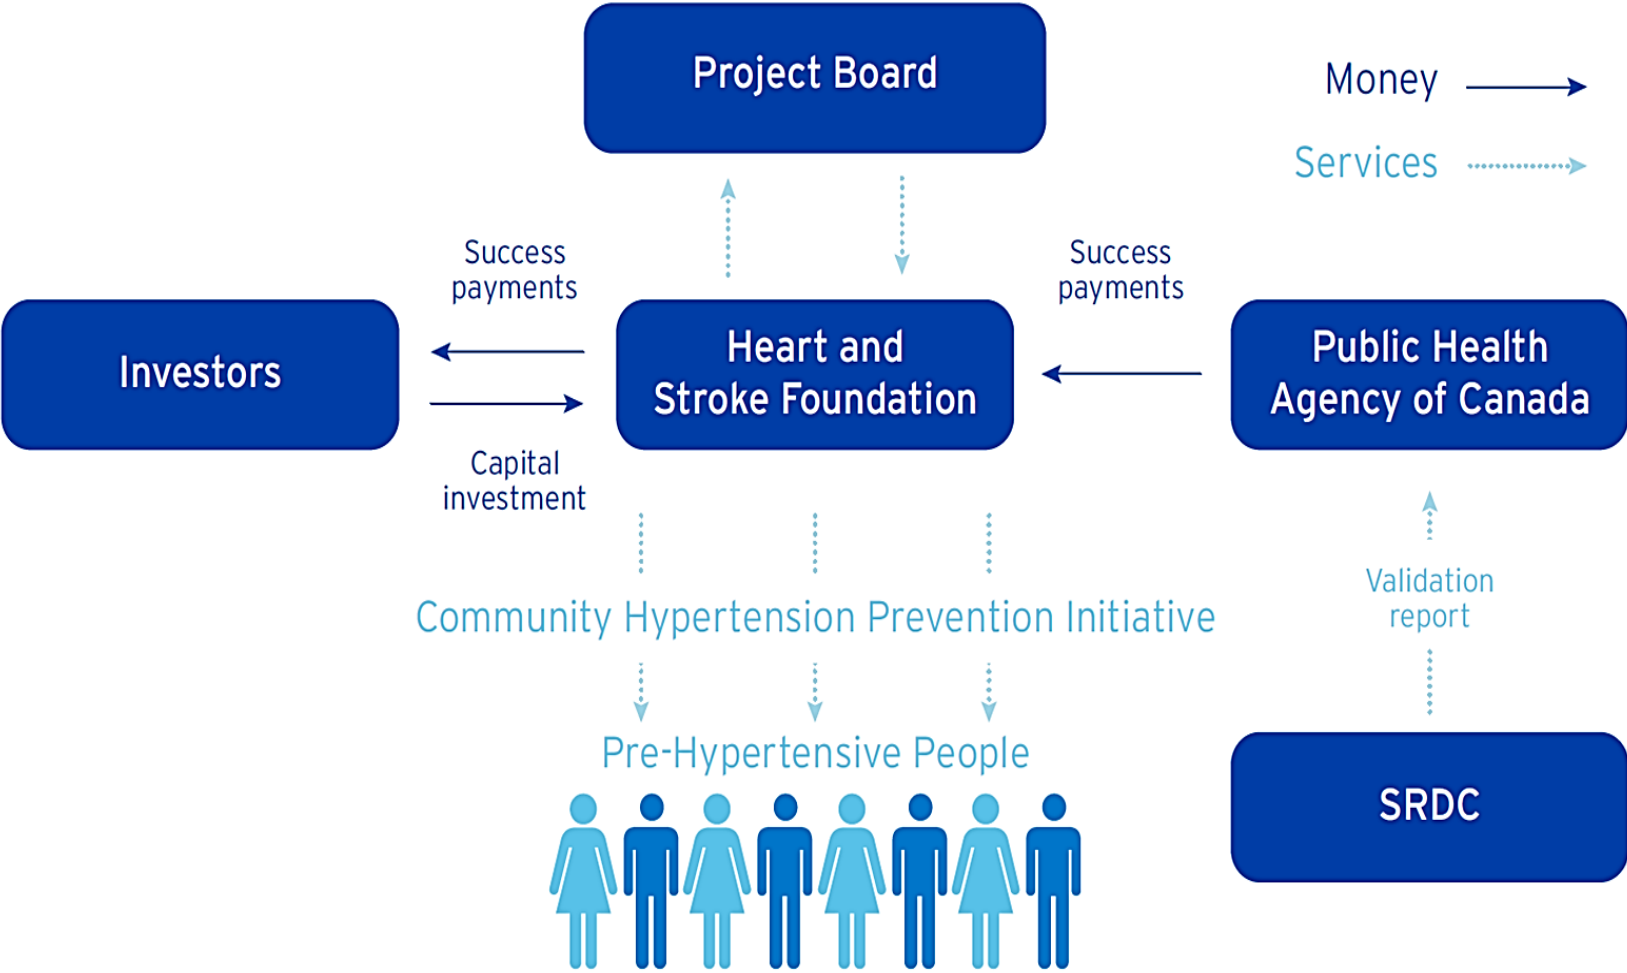 Project Board
Money
Services
Success
payments
Success
payments
Investors
Heart and
Stroke Foundation
Public Health
Agency of Canada
Capital
investment
Validation
report
Community Hypertension Prevention Initiative
Pre-Hypertensive People
SRDC